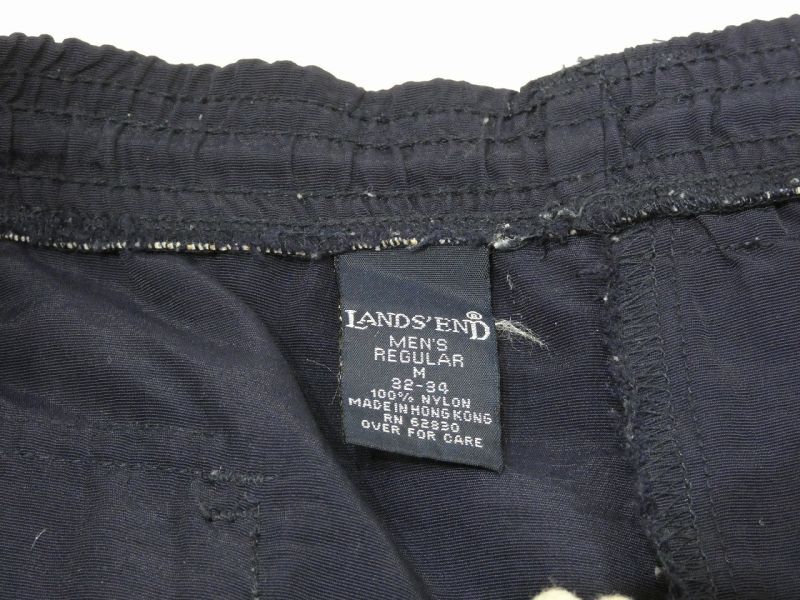 LANDS' END®
MEN'S
REGULAR
M
32-34
100% NYLON
MADE IN HONG KONG
RN 62830
OVER FOR CARE